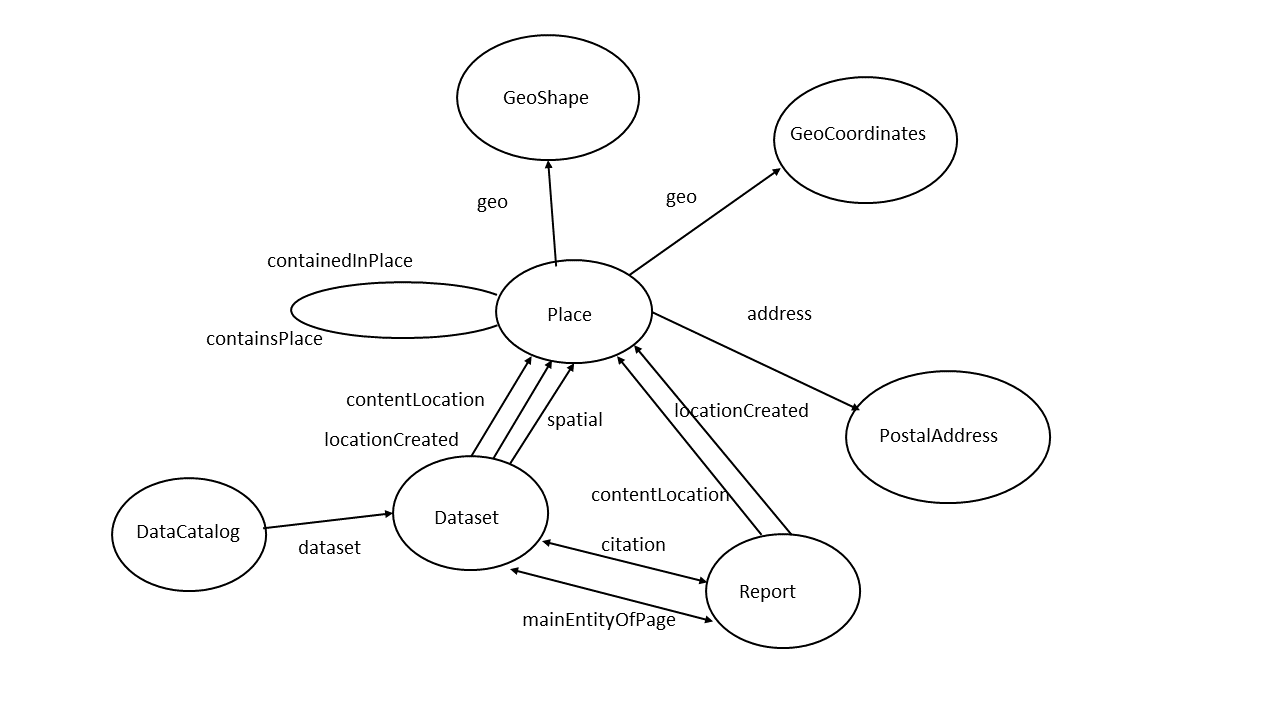 GeoShape
GeoCoordinates
geo
geo
containedInPlace
Place
address
containsPlace
contentLocation
locationCreated
spatial
locationCreated
PostalAddress
contentLocation
Dataset
DataCatalog
dataset
citation
Report
mainEntityOfPage